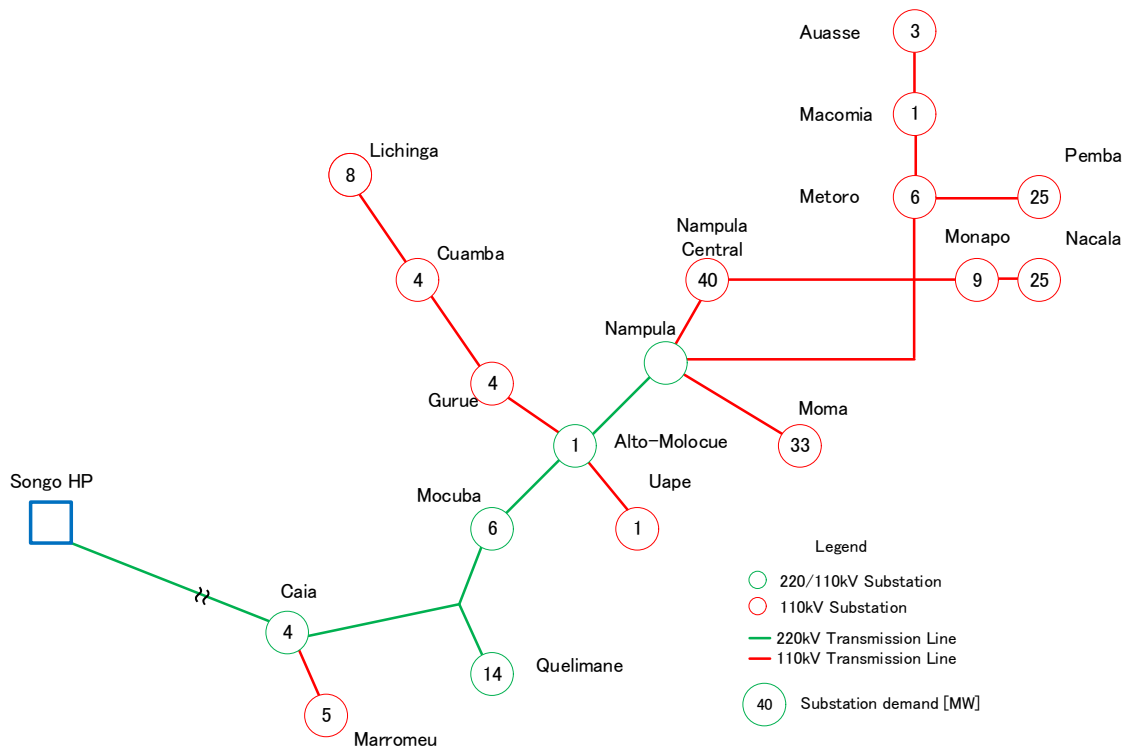 Auasse
3
Macomia
1
Pemba
Lichinga
8
Metoro
6
25
Nampula
Central
Monapo
Nacala
Cuamba
4
40
9
25
Nampula
4
Gurue
Moma
33
1
Alto-Molocue
Songo HP
Mocuba
Uape
6
1
Legend
220/110kV Substation
110kV Substation
220kV Transmission Line
110kV Transmission Line
Caia
4
Quelimane
14
40
Substation demand [MW]
5
Marromeu